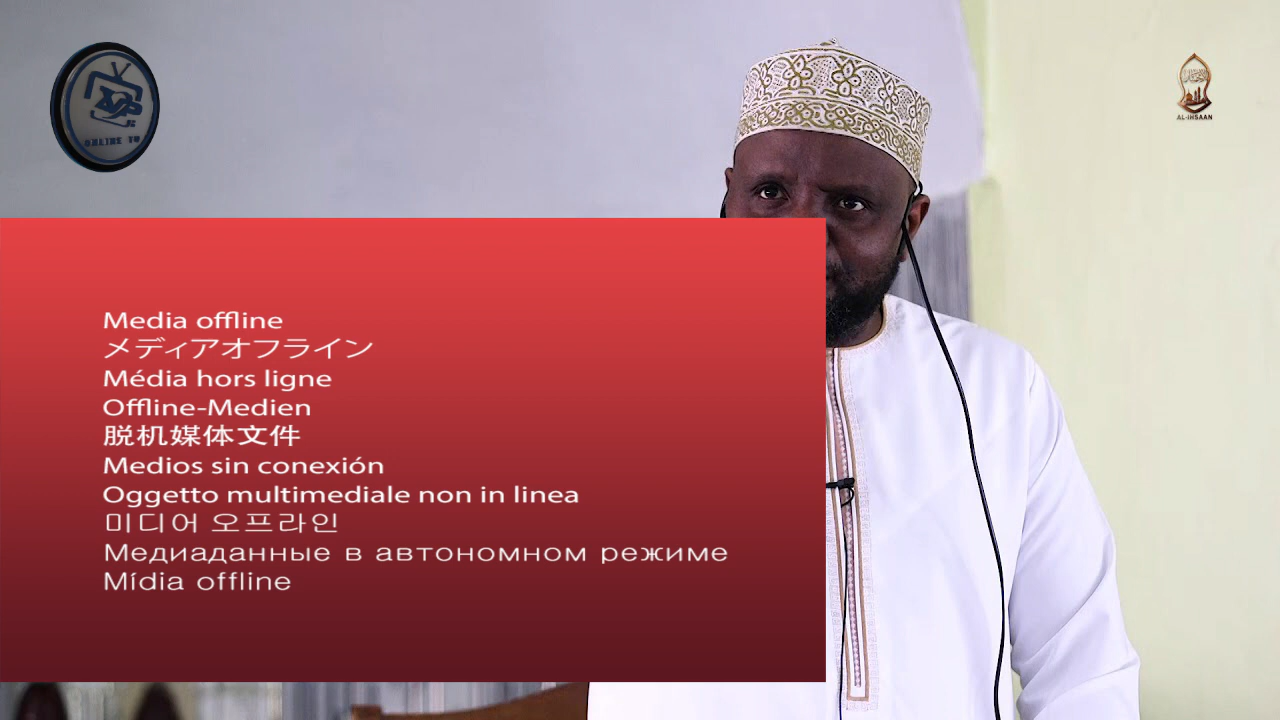 ONLINE TV
AL-IHSAAN
Media offline
メディアオフライン
Média hors ligne
Offline-Medien
脱机媒体文件
Medios sin conexión
Oggetto multimediale non in linea
미디어 오프라인
Медиаданные в автономном режиме
Mídia offline